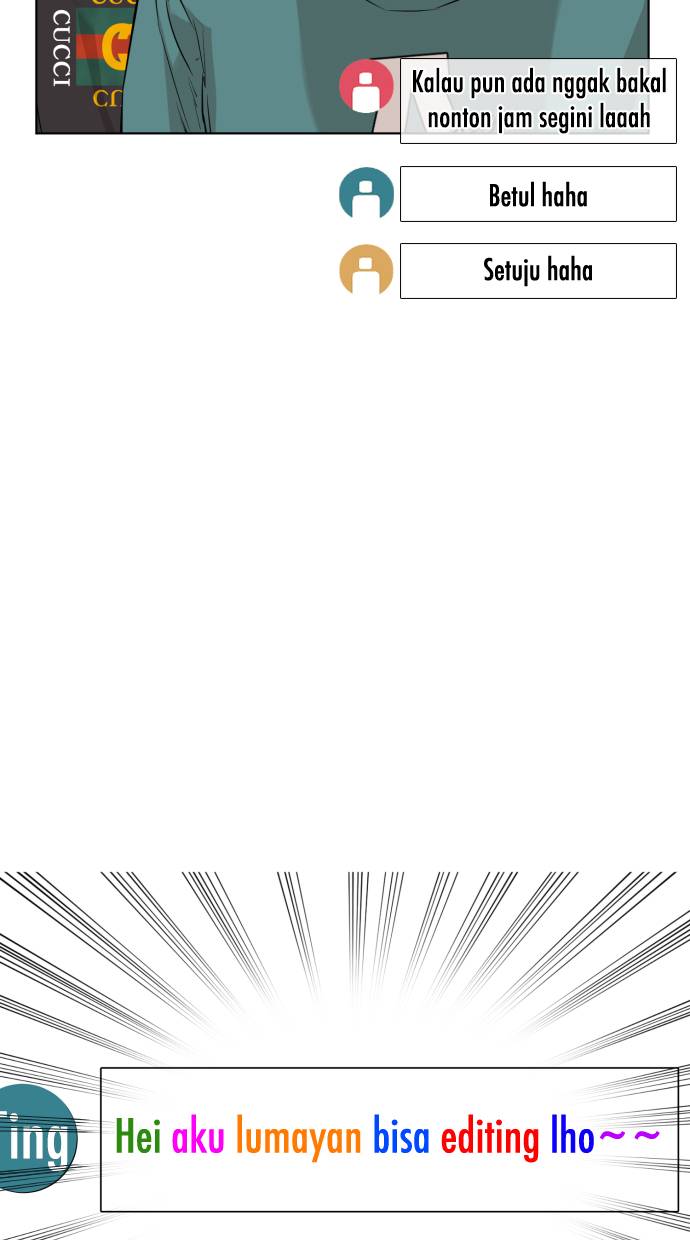 CUCCI
Kalau pun ada nggak bakal
nonton jam segini laaah
Betul haha
Setuju haha
Ting
Hei aku lumayan bisa editing lho~~